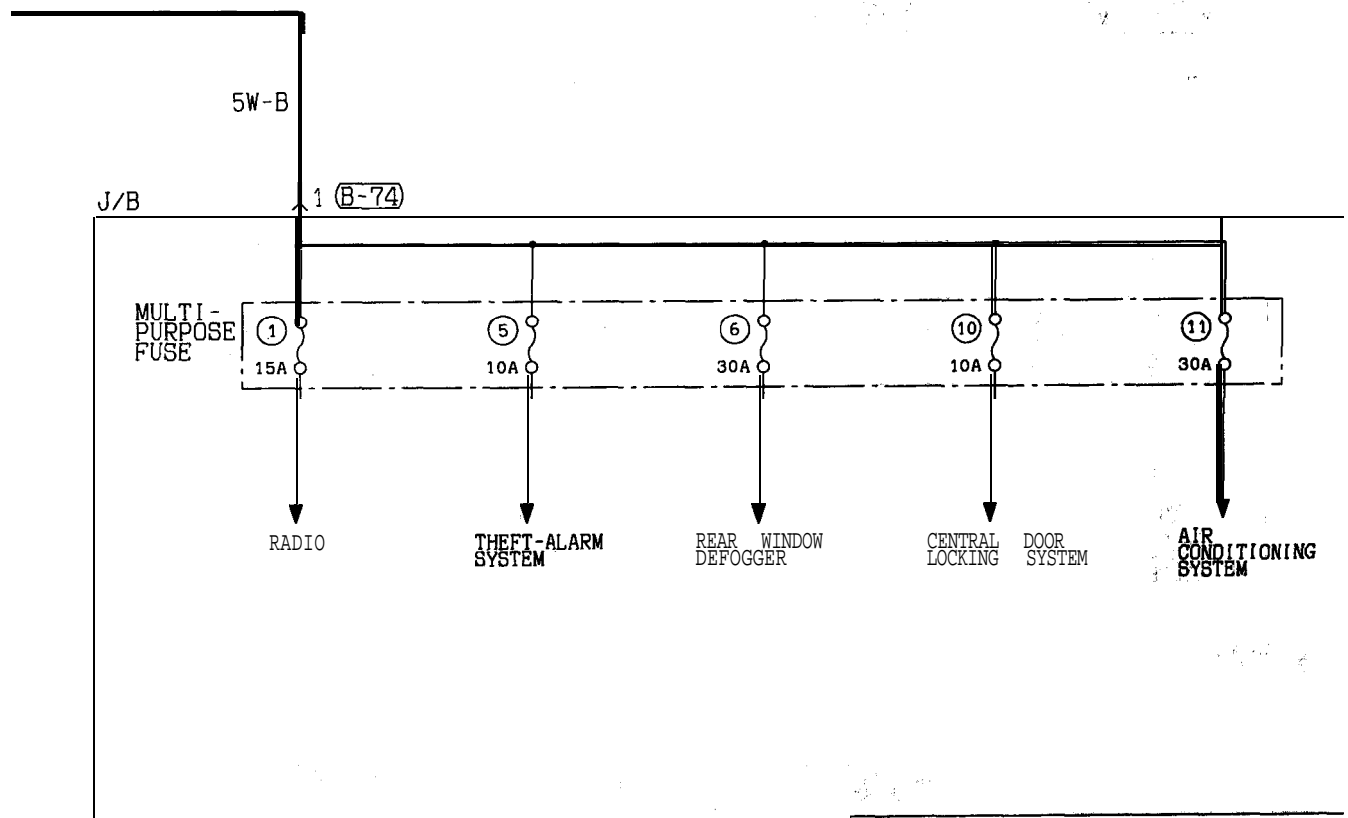 5W-B
J/B
1 (B-74)
MULTI-
PURPOSE
FUSE
1
15A
5
10A
6
30A
10
10A
11
30A
RADIO
THEFT-ALARM
SYSTEM
REAR WINDOW
DEFOGGER
CENTRAL DOOR
LOCKING SYSTEM
AIR
CONDITIONING
SYSTEM